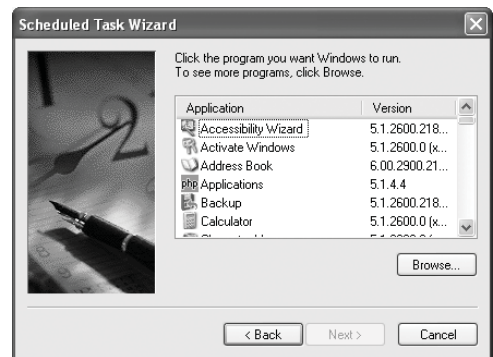 Scheduled Task Wizard
Click the program you want Windows to run.
To see more programs, click Browse.
Application Version
Accessibility Wizard 5.1.2600.218...
Activate Windows 5.1.2600.0 (x...
Address Book 6.00.2900.21...
php Applications 5.1.4.4
Backup 5.1.2600.218...
Calculator 5.1.2600.0 (x...
Browse...
< Back Next > Cancel